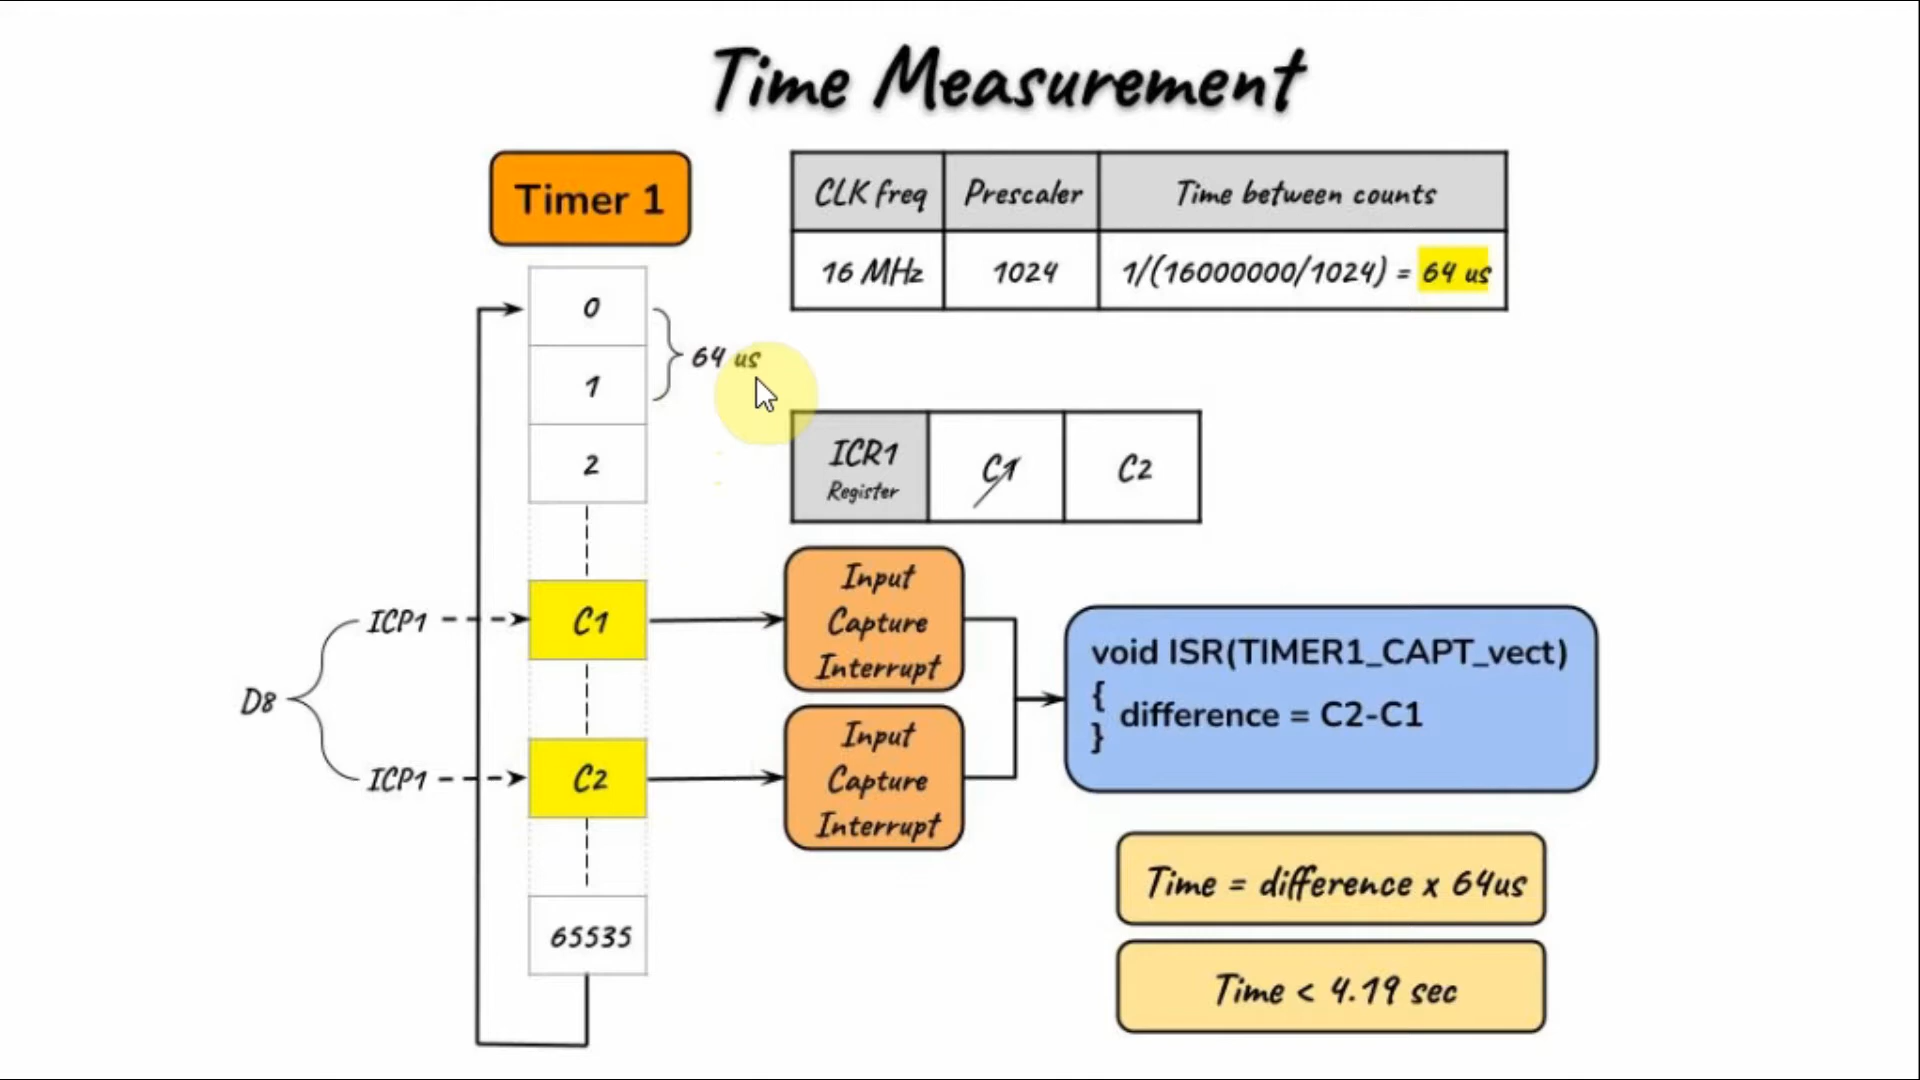 Time Measurement
Timer 1
CLK freq
Prescaler
Time between counts
16 MHz
1024
1/(16000000/1024) = 64 us
0
1
2
64 us
ICR1
Register
C1
C2
D8
ICP1
C1
Input
Capture
Interrupt
ICP1
C2
Input
Capture
Interrupt
void ISR(TIMER1_CAPT_vect)
{
difference = C2-C1
}
65535
Time = difference x 64us
Time < 4.19 sec